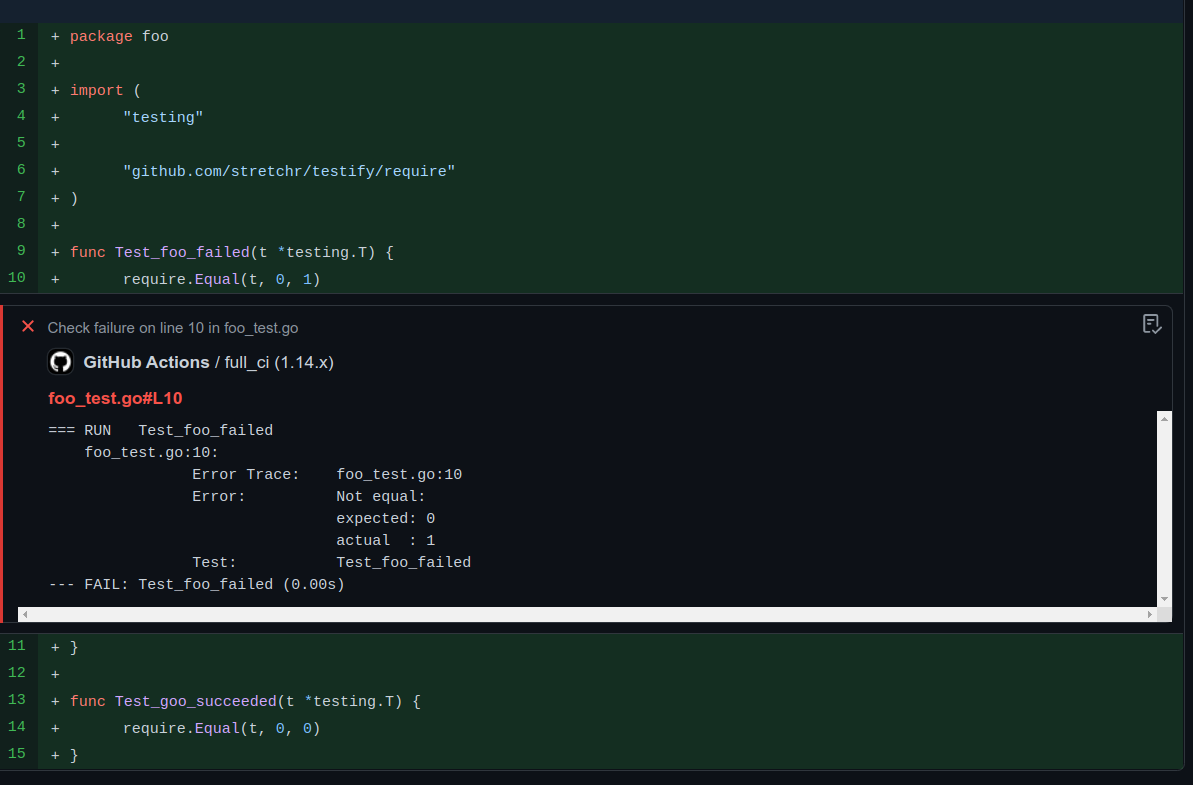 1 + package foo
2 +
3 + import (
4 + "testing"
5 +
6 + "github.com/stretchr/testify/require"
7 + )
8 +
9 + func Test_foo_failed(t *testing.T) {
10 + require.Equal(t, 0, 1)
Check failure on line 10 in foo_test.go
GitHub Actions / full_ci (1.14.x)
foo_test.go#L10
=== RUN   Test_foo_failed
    foo_test.go:10:
                Error Trace:    foo_test.go:10
                Error:          Not equal:
                                expected: 0
                                actual  : 1
                Test:           Test_foo_failed
--- FAIL: Test_foo_failed (0.00s)
11 + }
12 +
13 + func Test_goo_succeeded(t *testing.T) {
14 + require.Equal(t, 0, 0)
15 + }